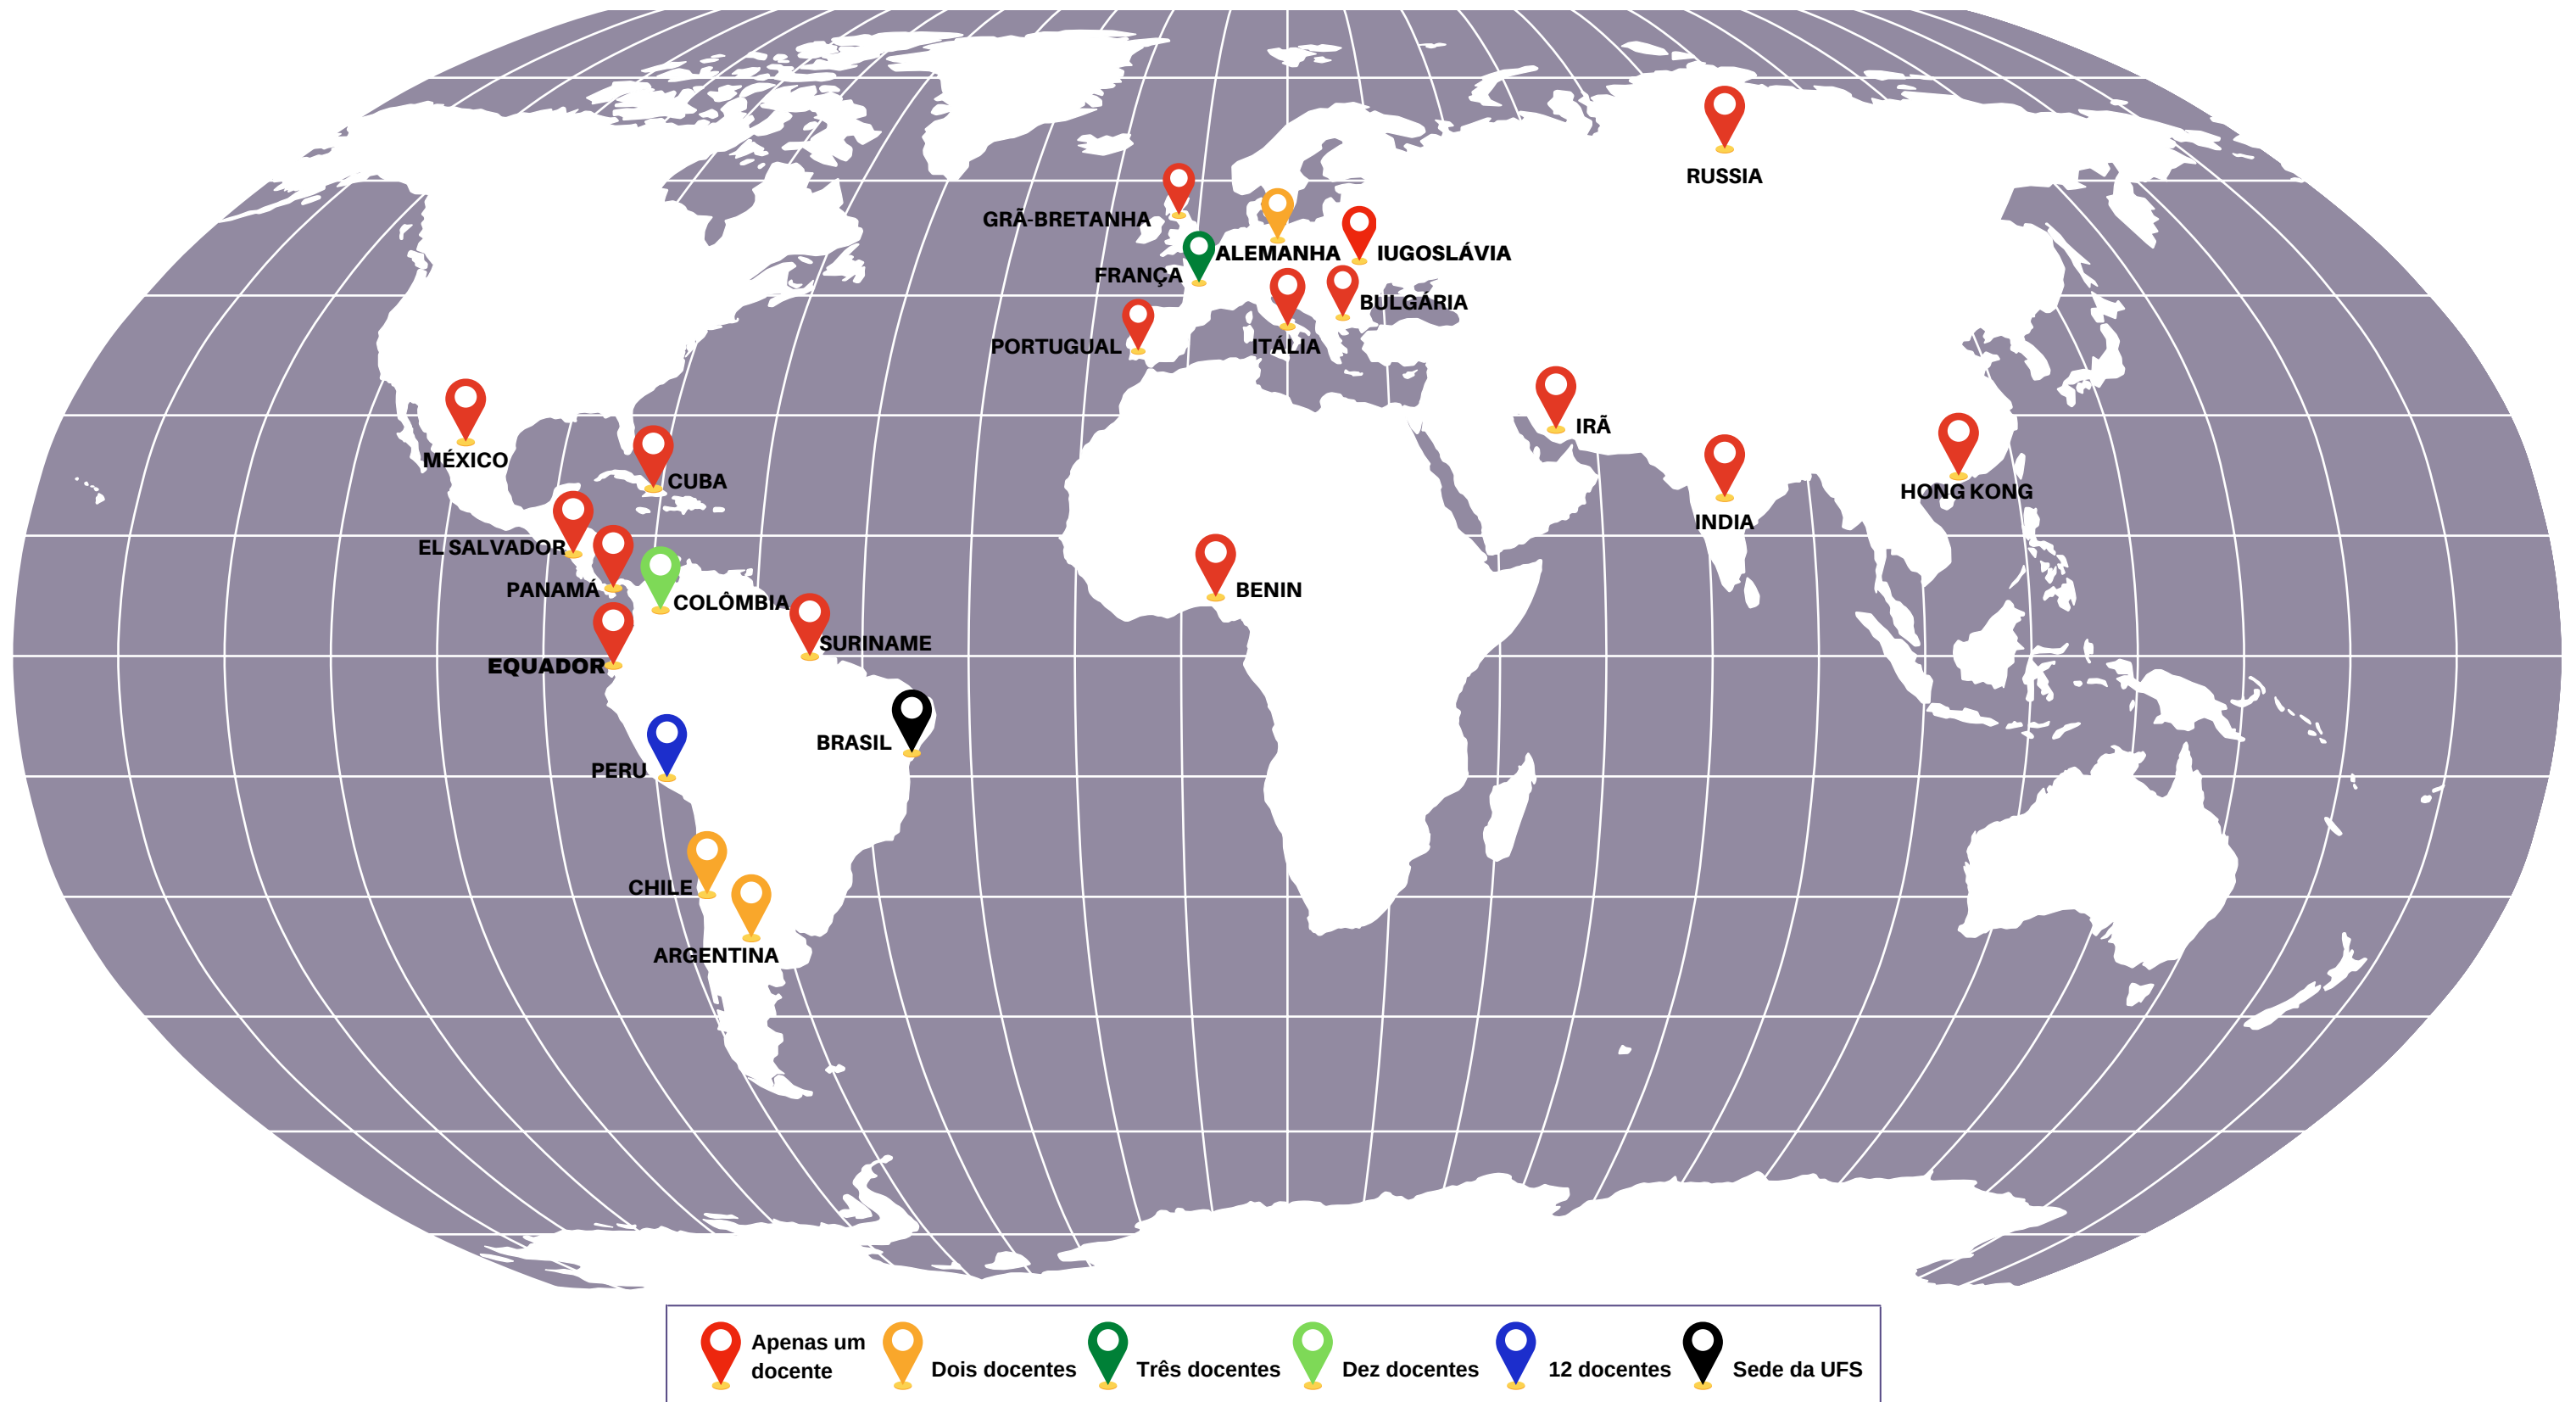 RUSSIA
GRÃ-BRETANHA
ALEMANHA
IUGOSLÁVIA
FRANÇA
BULGÁRIA
PORTUGUAL
ITÁLIA
IRÃ
MÉXICO
CUBA
HONG KONG
INDIA
EL SALVADOR
PANAMÁ
BENIN
COLÔMBIA
SURINAME
EQUADOR
BRASIL
PERU
CHILE
ARGENTINA
Apenas um
docente
Dois docentes
Três docentes
Dez docentes
12 docentes
Sede da UFS